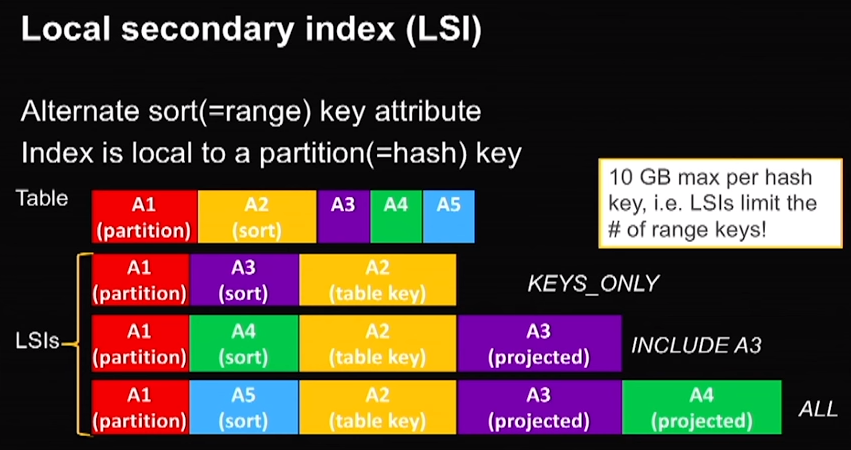 Local secondary index (LSI)
Alternate sort(=range) key attribute
Index is local to a partition(=hash) key
10 GB max per hash
key, i.e. LSIs limit the
# of range keys!
Table
A1
(partition)
A2
(sort)
A3
A4
A5
LSIs
A1
(partition)
A3
(sort)
A2
(table key)
KEYS_ONLY
A1
(partition)
A4
(sort)
A2
(table key)
A3
(projected)
INCLUDE A3
A1
(partition)
A5
(sort)
A2
(table key)
A3
(projected)
A4
(projected)
ALL